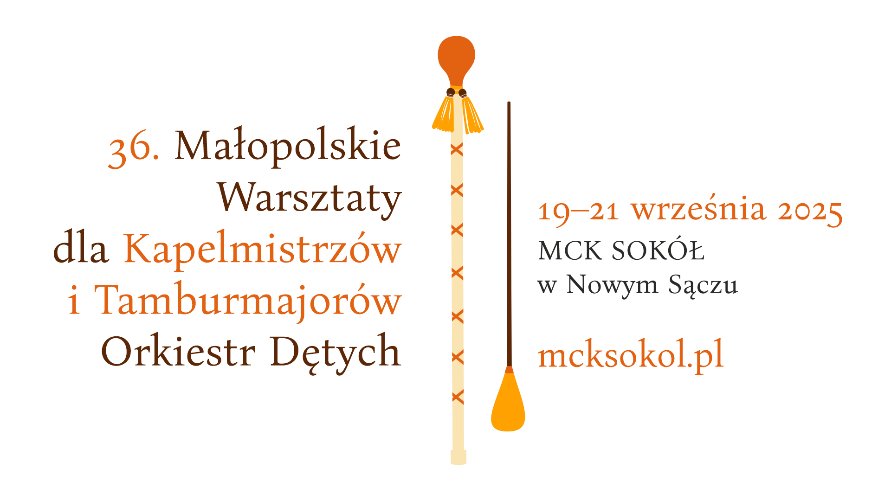 36. Małopolskie
Warsztaty
dla Kapelmistrzów
i Tamburmajorów
Orkiestr Dętych
19–21 września 2025
MCK SOKÓŁ
w Nowym Sączu
mcksokol.pl